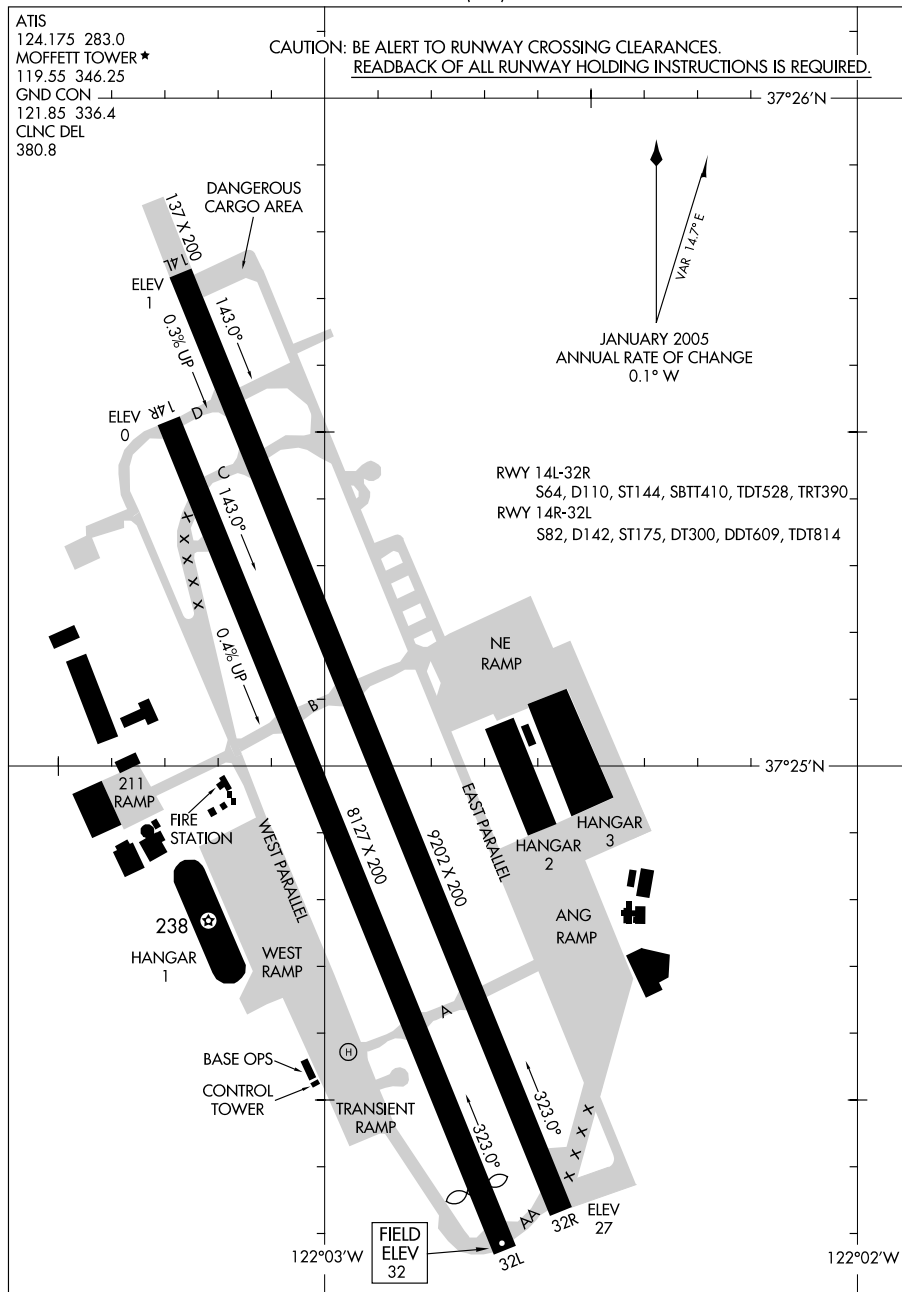 ATIS
124.175 283.0
MOFFETT TOWER★
119.55 346.25
GND CON
121.85 336.4
CLNC DEL
380.8
CAUTION: BE ALERT TO RUNWAY CROSSING CLEARANCES.
READBACK OF ALL RUNWAY HOLDING INSTRUCTIONS IS REQUIRED.
37°26'N
VAR 14.7° E
JANUARY 2005
ANNUAL RATE OF CHANGE
0.1° W
DANGEROUS
CARGO AREA
137 X 200
14L
ELEV
1
0.3% UP
143.0°
ELEV
0
14R
D
C
143.0°
0.4% UP
RWY 14L-32R
S64, D110, ST144, SBTT410, TDT528, TRT390
RWY 14R-32L
S82, D142, ST175, DT300, DDT609, TDT814
X
X
X
X
X
X
NE
RAMP
B
37°25'N
211
RAMP
FIRE
STATION
WEST PARALLEL
8127 X 200
9202 X 200
EAST PARALLEL
HANGAR
2
HANGAR
3
238
HANGAR
1
WEST
RAMP
ANG
RAMP
A
H
BASE OPS
CONTROL
TOWER
TRANSIENT
RAMP
323.0°
323.0°
X
X
X
X
AA
32R
ELEV
27
32L
FIELD
ELEV
32
122°03'W
122°02'W